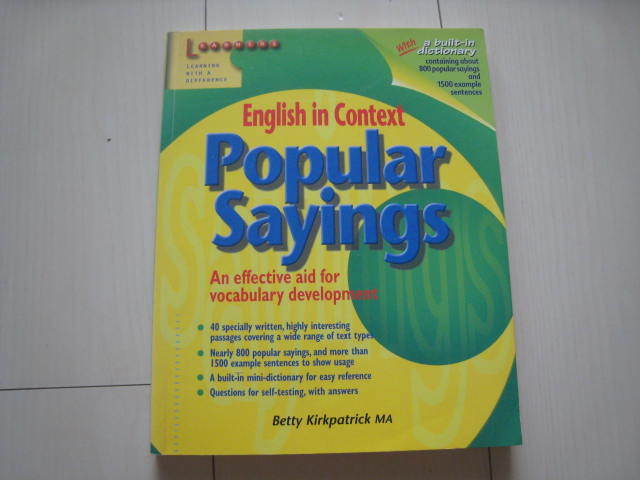 LEARNERS
LEARNING
WITH A
DIFFERENCE
With a built-in
dictionary
containing about
800 popular sayings
and
1500 example
sentences
English in Context
Popular
Sayings
An effective aid for
vocabulary development
40 specially written, highly interesting
passages covering a wide range of text types
Nearly 800 popular sayings, and more than
1500 example sentences to show usage
A built-in mini-dictionary for easy reference
Questions for self-testing, with answers
Betty Kirkpatrick MA